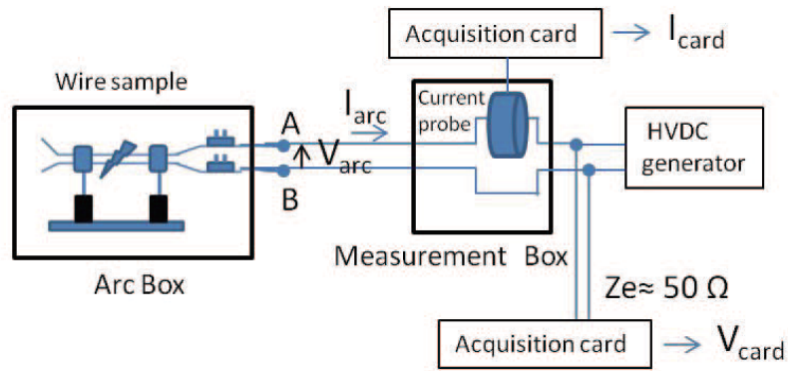 Acquisition card
I card
Wire sample
A
I arc
Current
probe
HVDC
generator
V arc
B
Measurement Box
Arc Box
Ze≈ 50 Ω
Acquisition card
V card